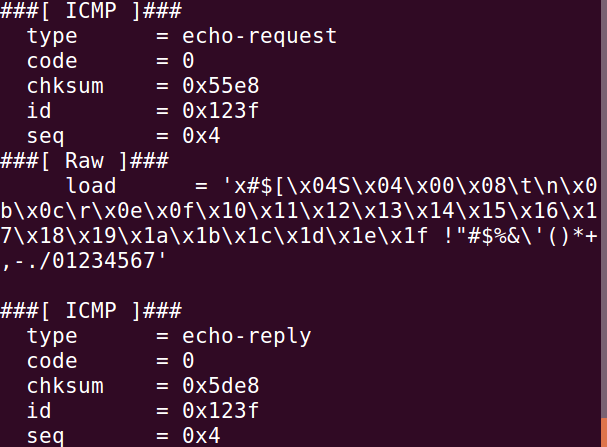 ###[ ICMP ]###
  type      = echo-request
  code      = 0
  chksum    = 0x55e8
  id        = 0x123f
  seq       = 0x4
###[ Raw ]###
     load      = 'x#$[\x04S\x04\x00\x08\t\n\x0
b\x0c\r\x0e\x0f\x10\x11\x12\x13\x14\x15\x16\x1
7\x18\x19\x1a\x1b\x1c\x1d\x1e\x1f !"#$%&\'()*+
,-./01234567'

###[ ICMP ]###
  type      = echo-reply
  code      = 0
  chksum    = 0x5de8
  id        = 0x123f
  seq       = 0x4